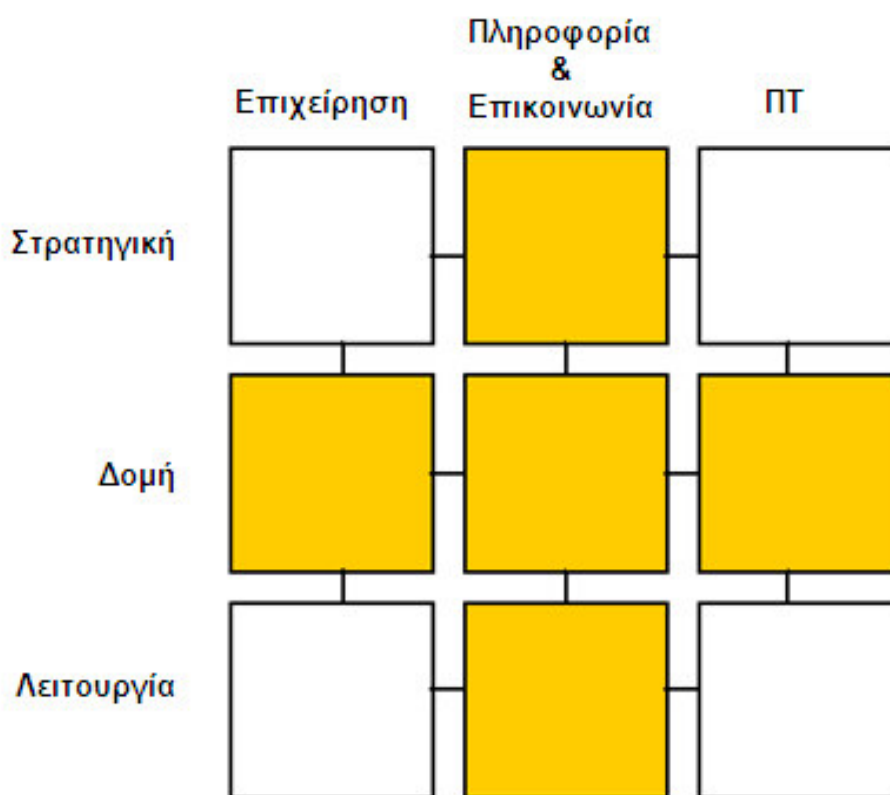 Πληροφορία
&
Επιχείρηση Επικοινωνία ΠΤ
Στρατηγική
Δομή
Λειτουργία